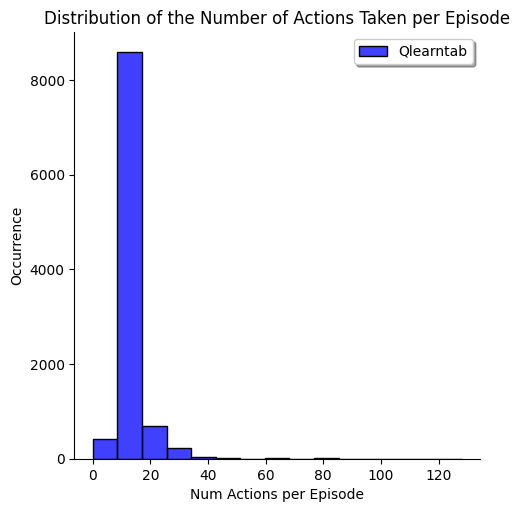 Distribution of the Number of Actions Taken per Episode
Qlearntab
8000
6000
4000
2000
0
Occurrence
0 20 40 60 80 100 120
Num Actions per Episode